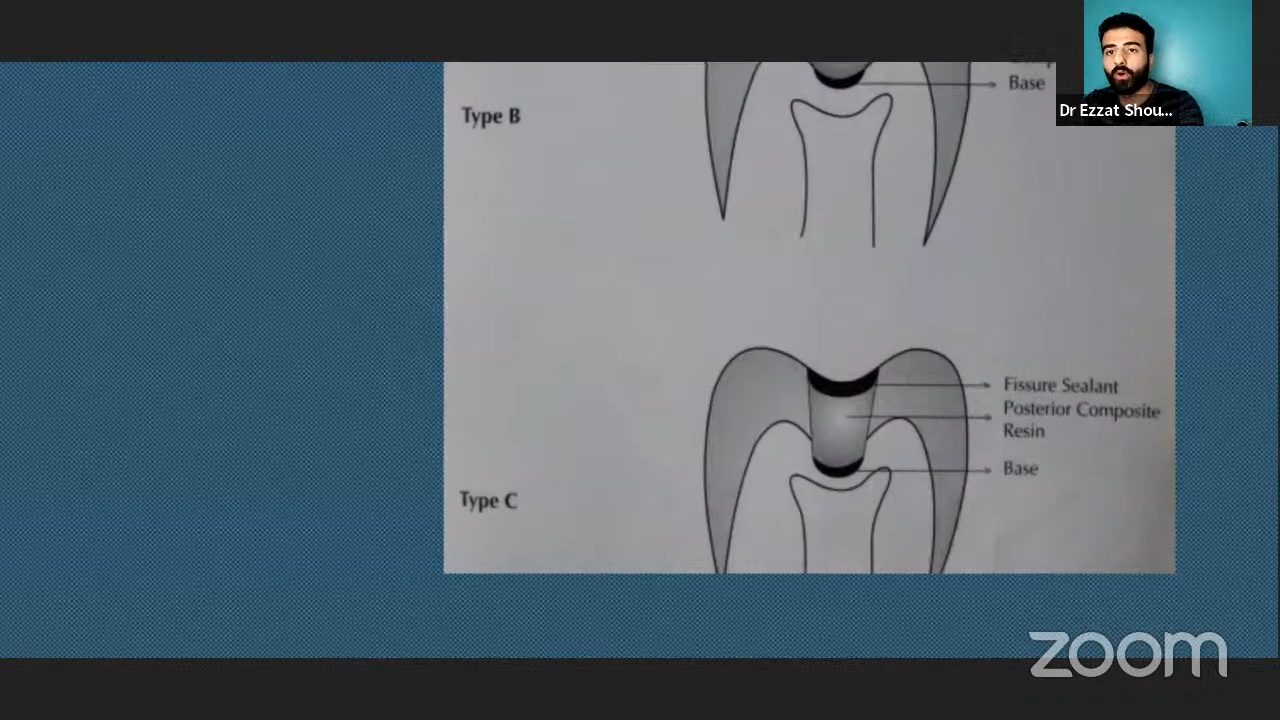 Base
Type B
Dr Ezzat Shou...
Fissure Sealant
Posterior Composite
Resin
Base
Type C
zoom